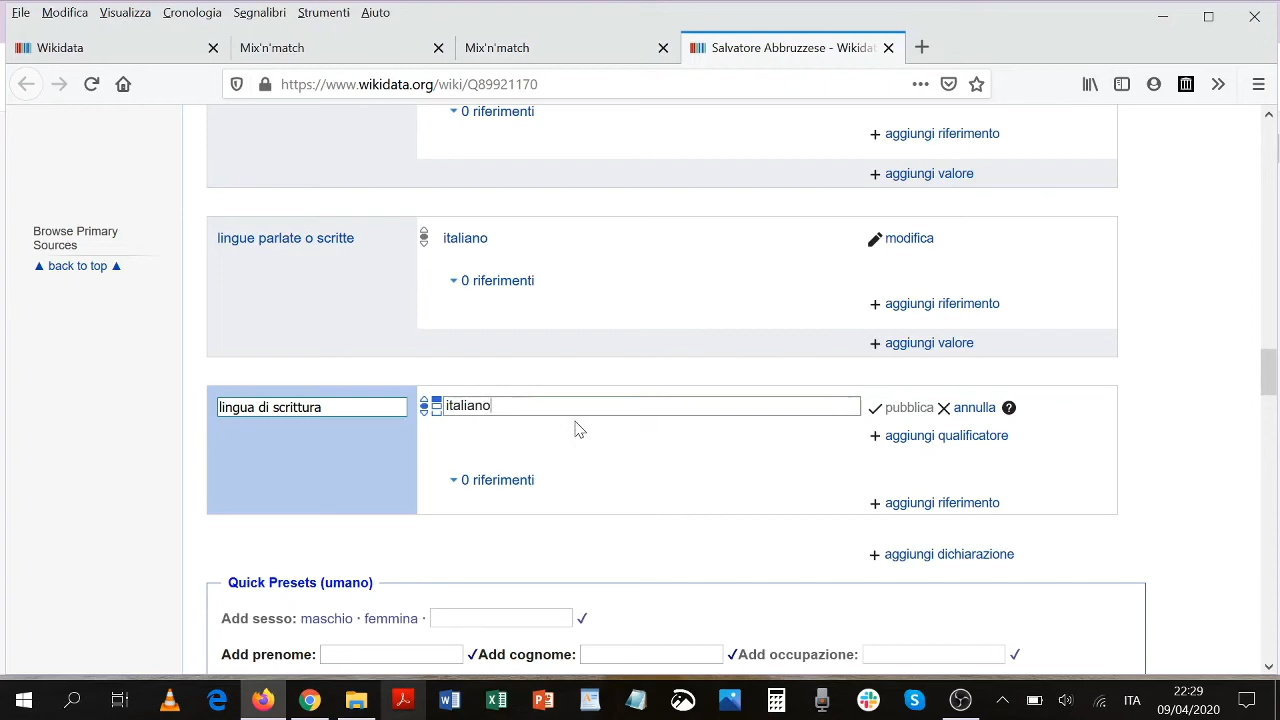 File Modifica Visualizza Cronologia Segnalibri Strumenti Aiuto
Wikidata Mix'n'match Mix'n'match Salvatore Abbruzzese - Wikidat
https://www.wikidata.org/wiki/Q89921170
0 riferimenti
+ aggiungi riferimento
+ aggiungi valore
Browse Primary
Sources
▲ back to top ▲
lingue parlate o scritte italiano modifica
0 riferimenti
+ aggiungi riferimento
+ aggiungi valore
lingua di scrittura italiano pubblica annulla ?
+ aggiungi qualificatore
0 riferimenti
+ aggiungi riferimento
+ aggiungi dichiarazione
Quick Presets (umano)
Add sesso: maschio · femmina · ✓
Add prenome: ✓Add cognome: ✓Add occupazione: ✓
ITA
22:29
09/04/2020